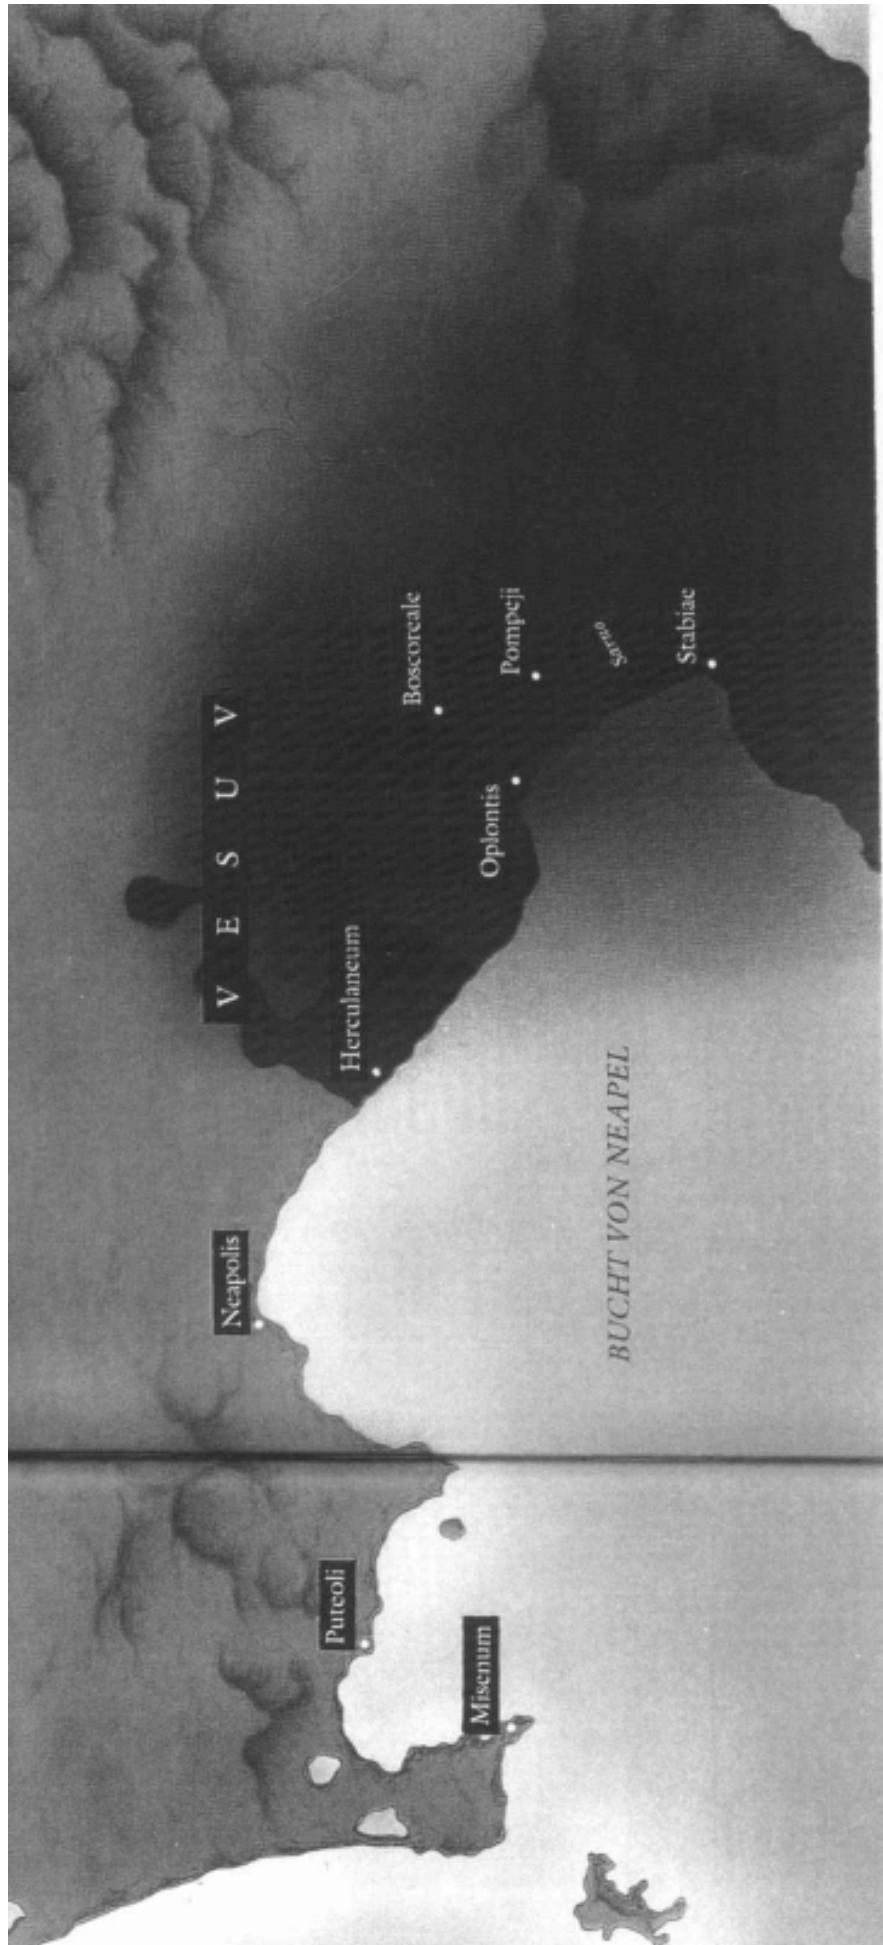 VESUV
Boscoreale
Pompeji
Sarno
Stabiae
Oplontis
Herculaneum
Neapolis
BUCHT VON NEAPEL
Puteoli
Misenum